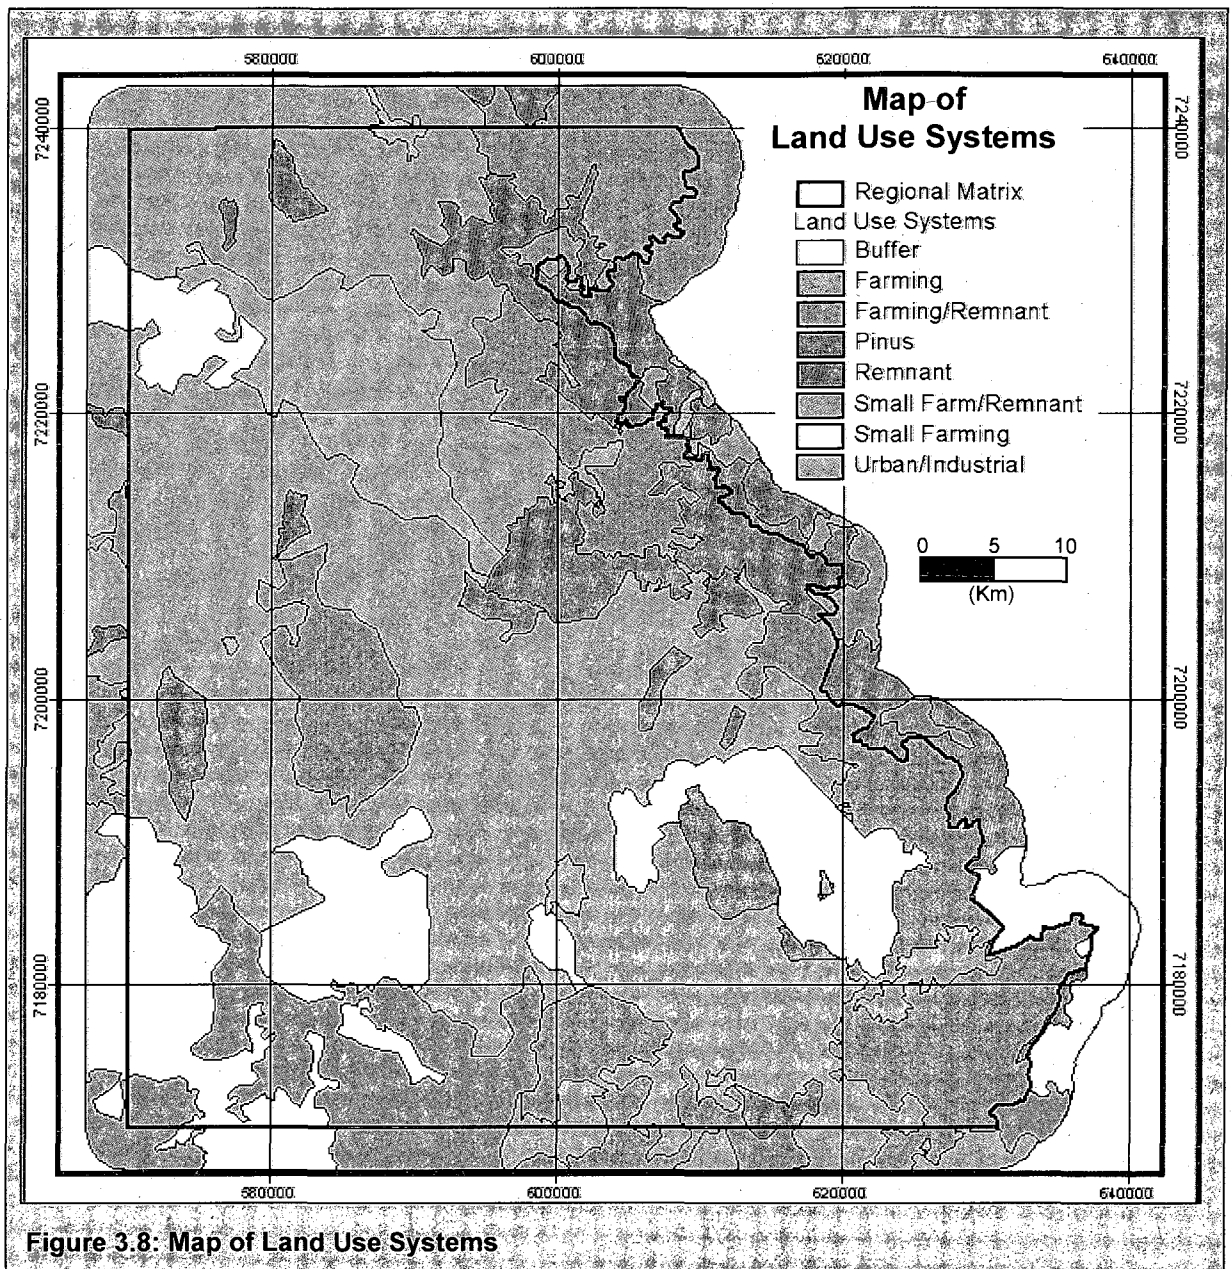 580000 600000 620000 640000
Map of
Land Use Systems
7240000 7240000
Regional Matrix
Land Use Systems
Buffer
Farming
Farming/Remnant
Pinus
Remnant
Small Farm/Remnant
Small Farming
Urban/Industrial
7220000 7220000
0 5 10
(Km)
7200000 7200000
7180000 7180000
580000 600000 620000 640000
Figure 3.8: Map of Land Use Systems